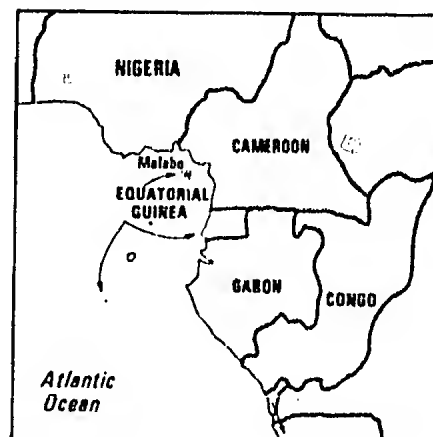 NIGERIA
Malabo
CAMEROON
EQUATORIAL
GUINEA
GABON
CONGO
Atlantic
Ocean